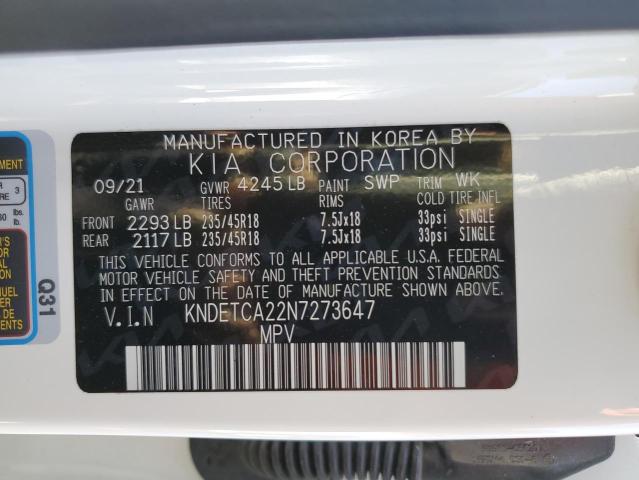 MANUFACTURED IN KOREA BY
KIA CORPORATION
09/21 GVWR 4245 LB PAINT SWP TRIM WK
GAWR TIRES RIMS COLD TIRE INFL
FRONT 2293 LB 235/45R18 7.5Jx18 33psi SINGLE
REAR 2117 LB 235/45R18 7.5Jx18 33psi SINGLE
THIS VEHICLE CONFORMS TO ALL APPLICABLE U.S.A. FEDERAL
MOTOR VEHICLE SAFETY AND THEFT PREVENTION STANDARDS
IN EFFECT ON THE DATE OF MANUFACTURE SHOWN ABOVE.
V.I.N KNDETCA22N7273647
MPV
Q31
3
lbs.
lb.